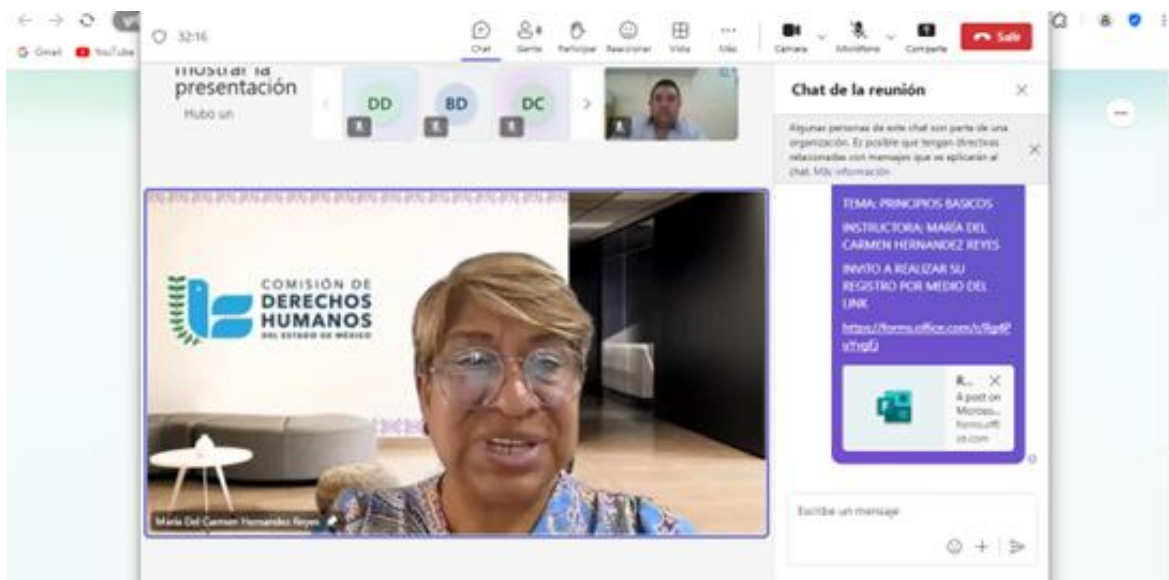 Gmail
YouTube
32:16
Chat
Gente
Participar
Reaccionar
Vista
Más
Cámara
Micrófono
Compartir
Salir
mostrar la
presentación
Hubo un
DD
BD
DC
Chat de la reunión
Algunas personas de este chat son parte de una
organización. Es posible que tengan directivas
relacionadas con mensajes que se aplicarán al
chat. Más información
TEMA: PRINCIPIOS BASICOS
INSTRUCTORA: MARÍA DEL
CARMEN HERNANDEZ REYES
INVITO A REALIZAR SU
REGISTRO POR MEDIO DEL
LINK
R...
A post on
Microso...
forms.offi
ce.com
Escribe un mensaje
COMISIÓN DE
DERECHOS
HUMANOS
DEL ESTADO DE MÉXICO
María Del Carmen Hernandez Reyes